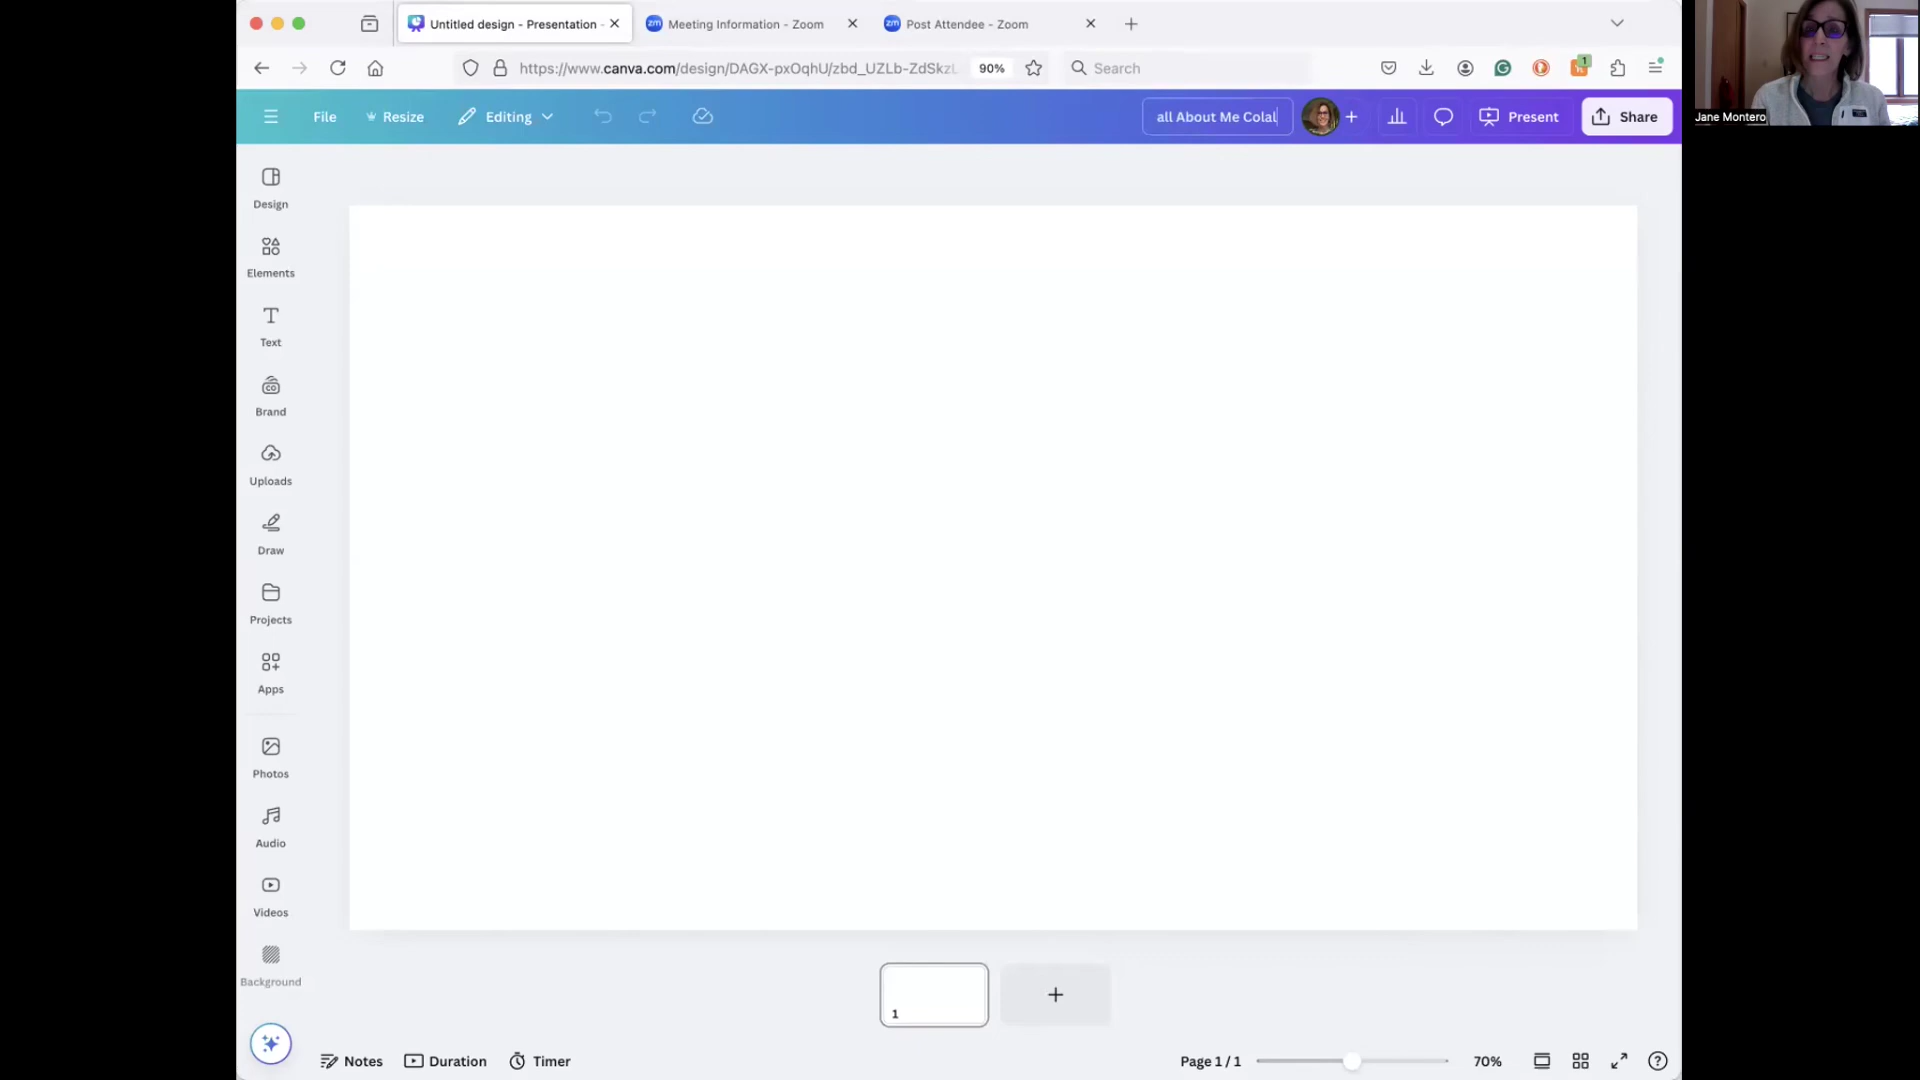 Untitled design - Presentation -
Meeting Information - Zoom
Post Attendee - Zoom
https://www.canva.com/design/DAGX-pxOqhU/zbd_UZLb-ZdSkzL
90%
Search
1
File
Resize
Editing
all About Me Colal
Present
Share
Jane Montero
Design
Elements
Text
Brand
Uploads
Draw
Projects
Apps
Photos
Audio
Videos
Background
1
Notes
Duration
Timer
Page 1 / 1
70%